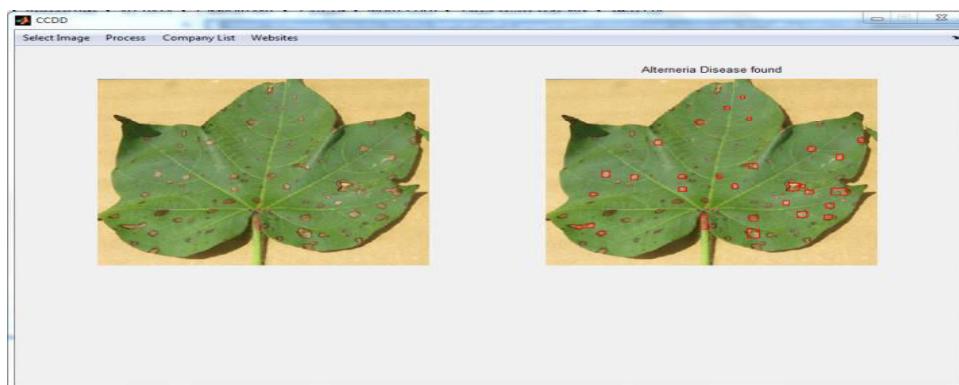 CCDD
Select Image Process Company List Websites
Alterneria Disease found